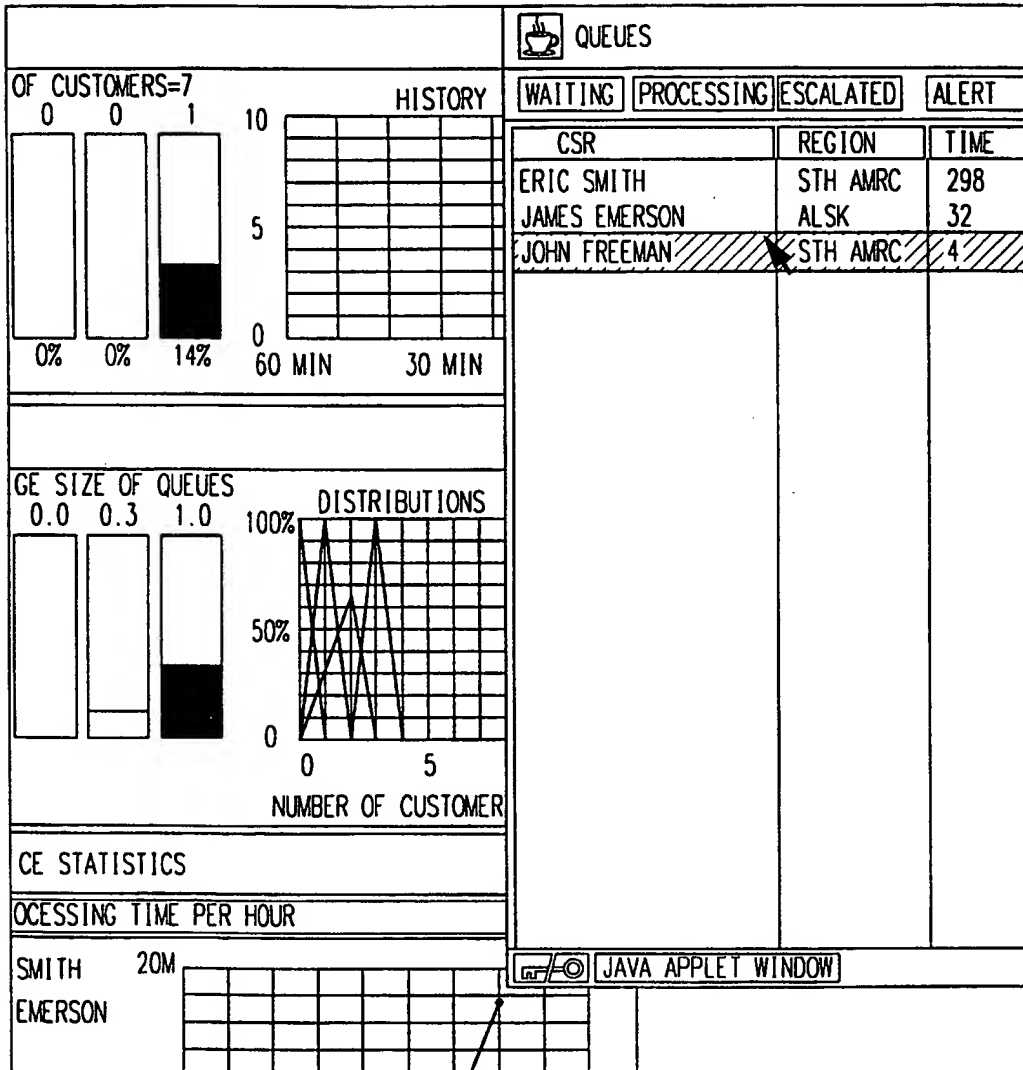 OF CUSTOMERS=7
0 0 1
0% 0% 14%
HISTORY
10
5
0
60 MIN 30 MIN
GE SIZE OF QUEUES
0.0 0.3 1.0
DISTRIBUTIONS
100%
50%
0
0 5
NUMBER OF CUSTOMER
CE STATISTICS
OCESSING TIME PER HOUR
SMITH
EMERSON
20M
QUEUES
WAITING PROCESSING ESCALATED ALERT
CSR REGION TIME
ERIC SMITH STH AMRC 298
JAMES EMERSON ALSK 32
JOHN FREEMAN STH AMRC 4
JAVA APPLET WINDOW